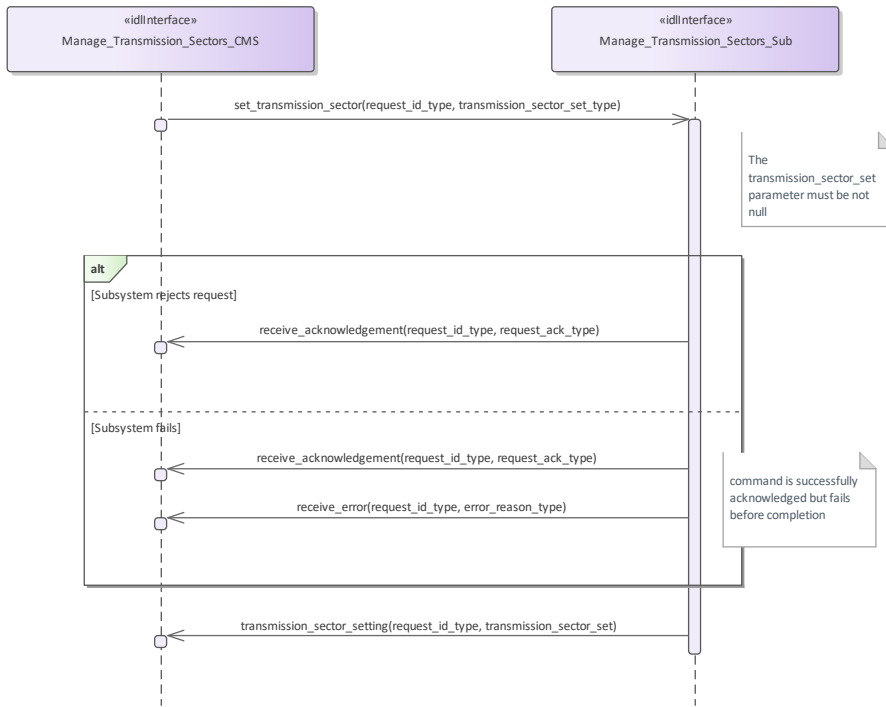 «idlInterface»
Manage_Transmission_Sectors_CMS
«idlInterface»
Manage_Transmission_Sectors_Sub
set_transmission_sector(request_id_type, transmission_sector_set_type)
The
transmission_sector_set
parameter must be not
null
alt
[Subsystem rejects request]
receive_acknowledgement(request_id_type, request_ack_type)
[Subsystem fails]
receive_acknowledgement(request_id_type, request_ack_type)
command is successfully
acknowledged but fails
before completion
receive_error(request_id_type, error_reason_type)
transmission_sector_setting(request_id_type, transmission_sector_set)